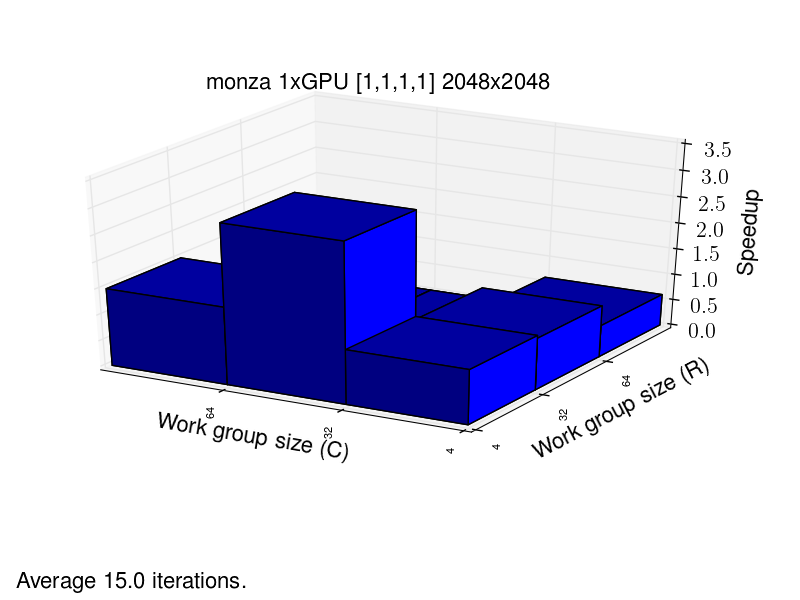 monza 1xGPU [1,1,1,1] 2048x2048
3.5
3.0
2.5
2.0
1.5
1.0
0.5
0.0
Speedup
64
32
4
Work group size (C)
4
32
64
Work group size (R)
Average 15.0 iterations.